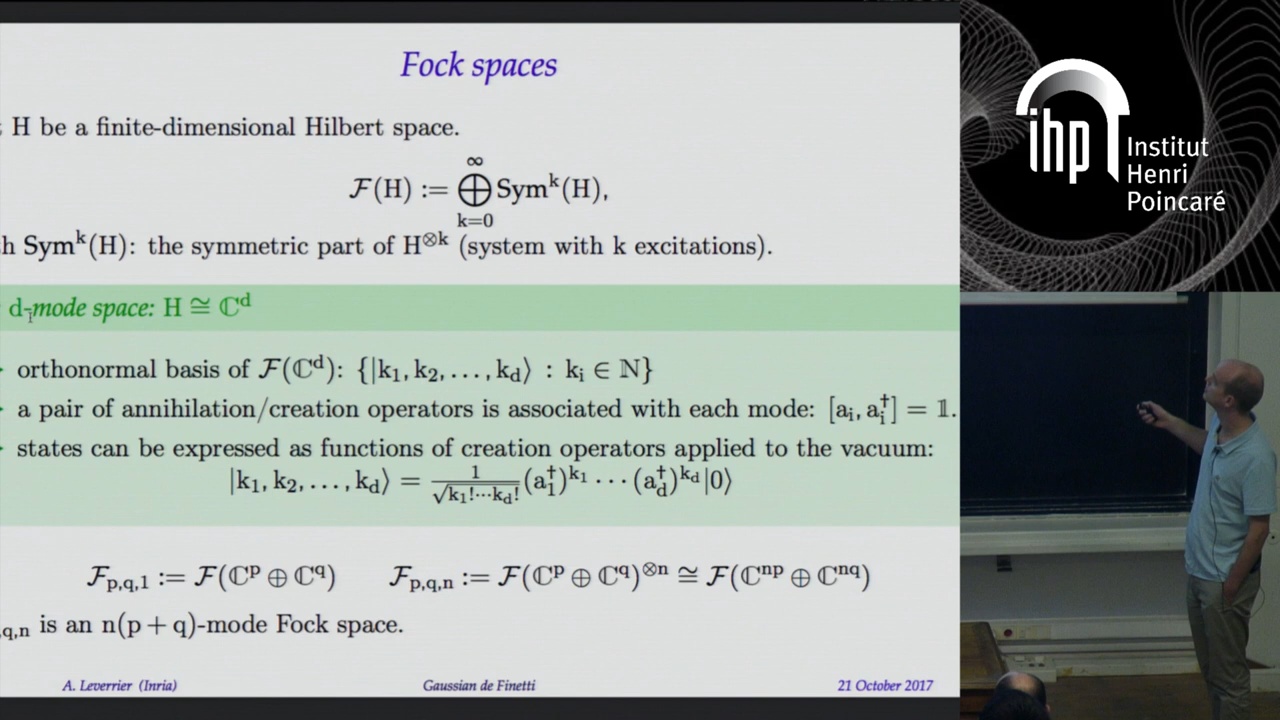 Fock spaces
H be a finite-dimensional Hilbert space.
ℱ(H) := ⊕_{k=0}^{∞} Sym^k(H),
h Sym^k(H): the symmetric part of H^{⊗k} (system with k excitations).
d-mode space: H ≅ ℂ^d
orthonormal basis of ℱ(ℂ^d): {|k_1, k_2, …, k_d⟩ : k_i ∈ ℕ}
a pair of annihilation/creation operators is associated with each mode: [a_i, a_i^†] = 𝟙.
states can be expressed as functions of creation operators applied to the vacuum:
|k_1, k_2, …, k_d⟩ = \frac{1}{\sqrt{k_1!⋯k_d!}} (a_1^†)^{k_1} ⋯ (a_d^†)^{k_d}|0⟩
ℱ_{p,q,1} := ℱ(ℂ^p ⊕ ℂ^q) ℱ_{p,q,n} := ℱ(ℂ^p ⊕ ℂ^q)^{⊗n} ≅ ℱ(ℂ^{np} ⊕ ℂ^{nq})
_{,q,n} is an n(p + q)-mode Fock space.
A. Leverrier (Inria) Gaussian de Finetti 21 October 2017
ihp Institut
Henri
Poincaré